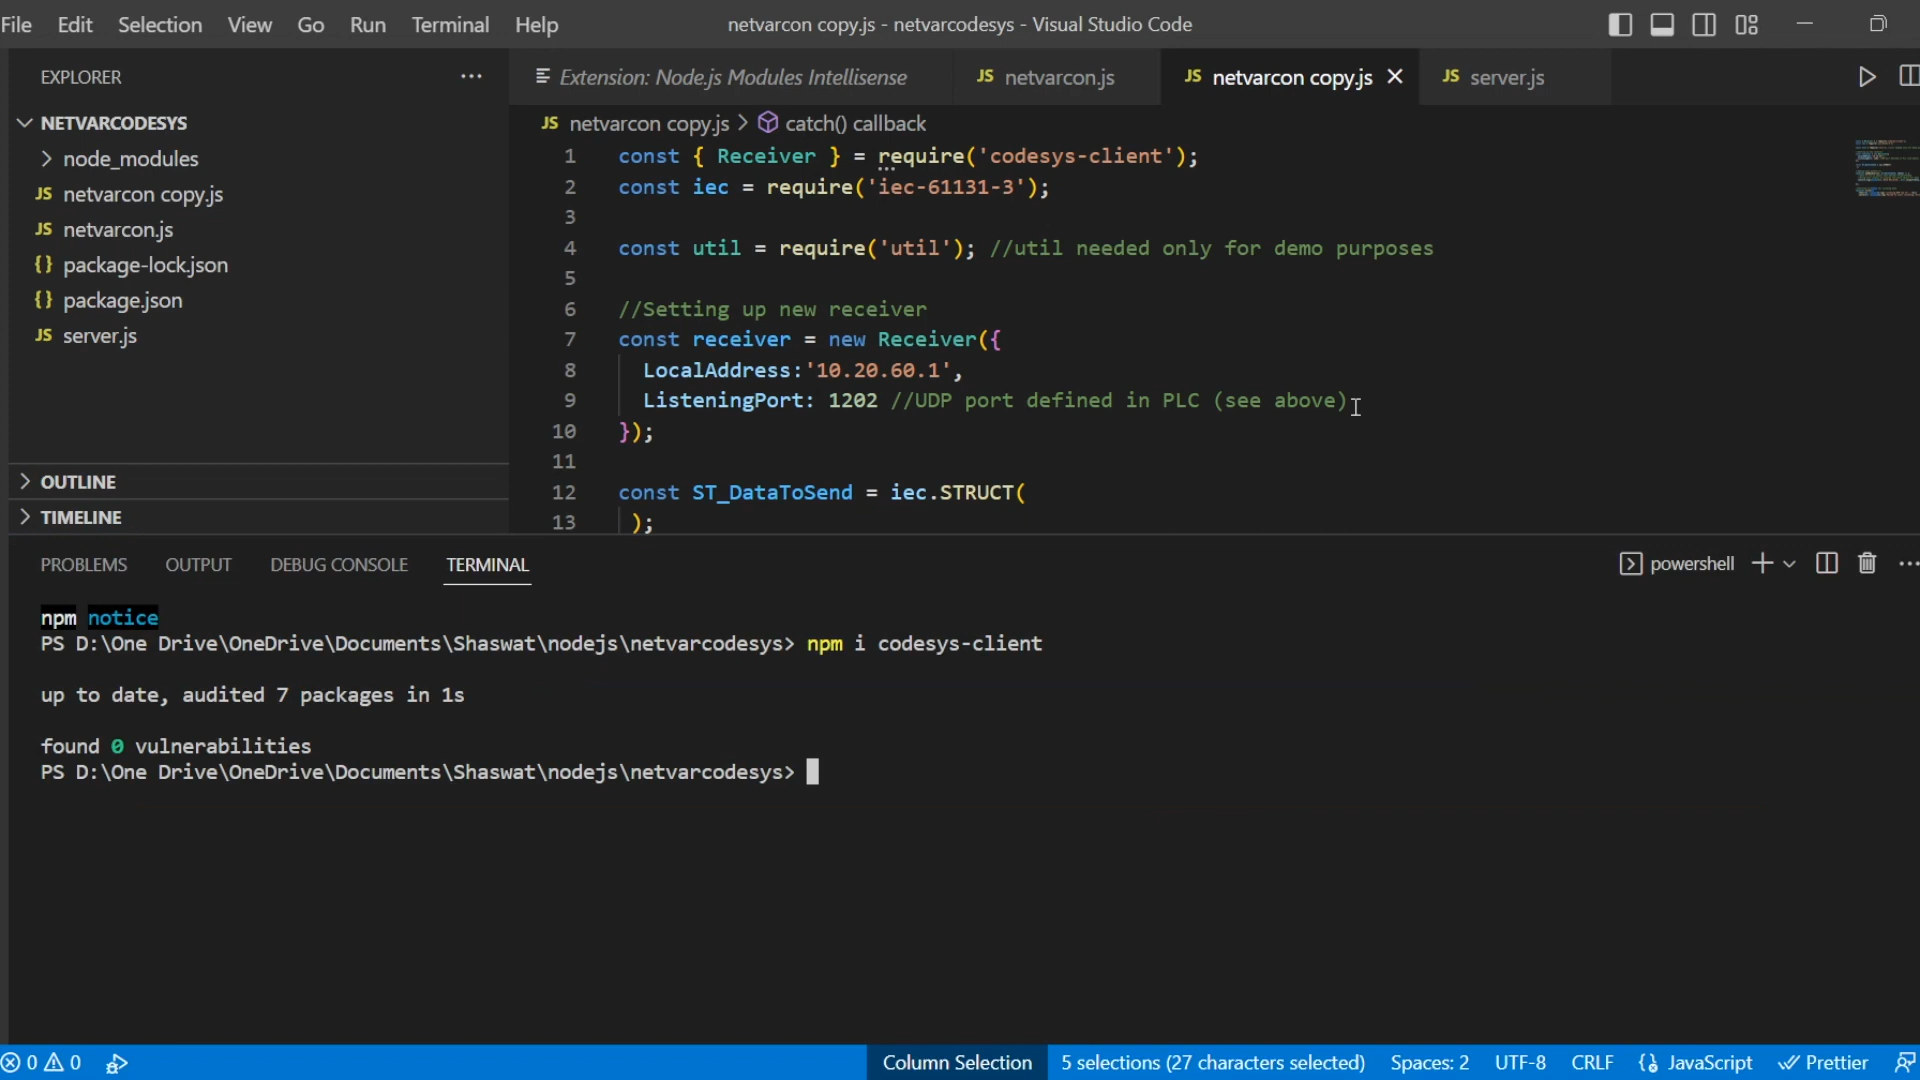 File Edit Selection View Go Run Terminal Help netvarcon copy.js - netvarcodesys - Visual Studio Code
EXPLORER
Extension: Node.js Modules Intellisense
JS netvarcon.js
JS netvarcon copy.js
JS server.js
NETVARCODESYS
node_modules
JS netvarcon copy.js
JS netvarcon.js
{} package-lock.json
{} package.json
JS server.js
OUTLINE
TIMELINE
JS netvarcon copy.js > catch() callback
1 const { Receiver } = require('codesys-client');
2 const iec = require('iec-61131-3');
3
4 const util = require('util'); //util needed only for demo purposes
5
6 //Setting up new receiver
7 const receiver = new Receiver({
8 LocalAddress:'10.20.60.1',
9 ListeningPort: 1202 //UDP port defined in PLC (see above)
10 });
11
12 const ST_DataToSend = iec.STRUCT(
13 );
PROBLEMS OUTPUT DEBUG CONSOLE TERMINAL
powershell
npm notice
PS D:\One Drive\OneDrive\Documents\Shaswat\nodejs\netvarcodesys> npm i codesys-client
up to date, audited 7 packages in 1s
found 0 vulnerabilities
PS D:\One Drive\OneDrive\Documents\Shaswat\nodejs\netvarcodesys>
0 0 Column Selection 5 selections (27 characters selected) Spaces: 2 UTF-8 CRLF {} JavaScript Prettier